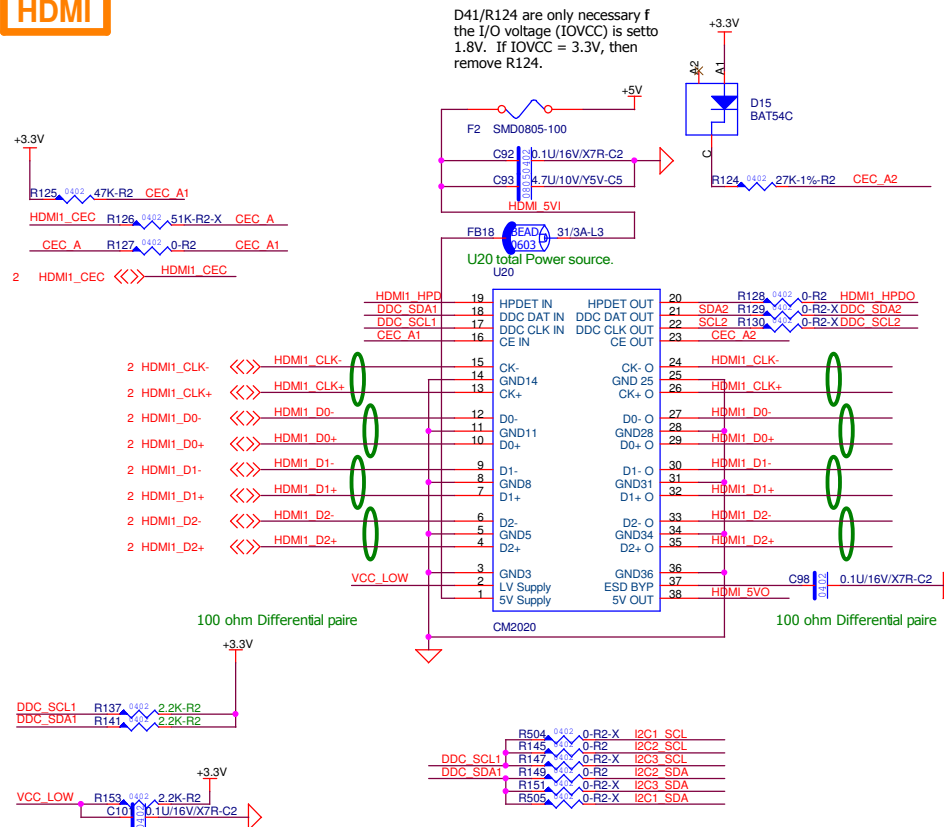 HDMI
D41/R124 are only necessary f
the I/O voltage (IOVCC) is setto
1.8V. If IOVCC = 3.3V, then
remove R124.
+3.3V
A2
A1
D15
BAT54C
C
R124 0402 27K-1%-R2 CEC_A2
+5V
F2 SMD0805-100
C92 0402 0.1U/16V/X7R-C2
C93 0805 4.7U/10V/Y5V-C5
HDMI_5VI
FB18 BEAD 0603 31/3A-L3
U20 total Power source.
U20
+3.3V
R125 0402 47K-R2 CEC_A1
HDMI1_CEC R126 0402 51K-R2-X CEC_A
CEC_A R127 0402 0-R2 CEC_A1
2 HDMI1_CEC HDMI1_CEC
HDMI1_HPD 19 HPDET IN HPDET OUT 20 R128 0402 0-R2 HDMI1_HPDO
DDC_SDA1 18 DDC DAT IN DDC DAT OUT 21 SDA2 R129 0402 0-R2-X DDC_SDA2
DDC_SCL1 17 DDC CLK IN DDC CLK OUT 22 SCL2 R130 0402 0-R2-X DDC_SCL2
CEC_A1 16 CE IN CE OUT 23 CEC_A2
2 HDMI1_CLK- HDMI1_CLK- 15 CK- CK- O 24 HDMI1_CLK-
14 GND14 GND 25 25
2 HDMI1_CLK+ HDMI1_CLK+ 13 CK+ CK+ O 26 HDMI1_CLK+
2 HDMI1_D0- HDMI1_D0- 12 D0- D0- O 27 HDMI1_D0-
11 GND11 GND28 28
2 HDMI1_D0+ HDMI1_D0+ 10 D0+ D0+ O 29 HDMI1_D0+
2 HDMI1_D1- HDMI1_D1- 9 D1- D1- O 30 HDMI1_D1-
8 GND8 GND31 31
2 HDMI1_D1+ HDMI1_D1+ 7 D1+ D1+ O 32 HDMI1_D1+
2 HDMI1_D2- HDMI1_D2- 6 D2- D2- O 33 HDMI1_D2-
5 GND5 GND34 34
2 HDMI1_D2+ HDMI1_D2+ 4 D2+ D2+ O 35 HDMI1_D2+
3 GND3 GND36 36
VCC_LOW 2 LV Supply ESD BYP 37 C98 0402 0.1U/16V/X7R-C2
1 5V Supply 5V OUT 38 HDMI_5VO
CM2020
100 ohm Differential paire
100 ohm Differential paire
+3.3V
DDC_SCL1 R137 0402 2.2K-R2
DDC_SDA1 R141 0402 2.2K-R2
+3.3V
VCC_LOW R153 0402 2.2K-R2
0402 0.1U/16V/X7R-C2
R504 0402 0-R2-X I2C1_SCL
R145 0402 0-R2 I2C2_SCL
DDC_SCL1 R147 0402 0-R2-X I2C3_SCL
DDC_SDA1 R149 0402 0-R2 I2C2_SDA
R151 0402 0-R2-X I2C3_SDA
R505 0402 0-R2-X I2C1_SDA